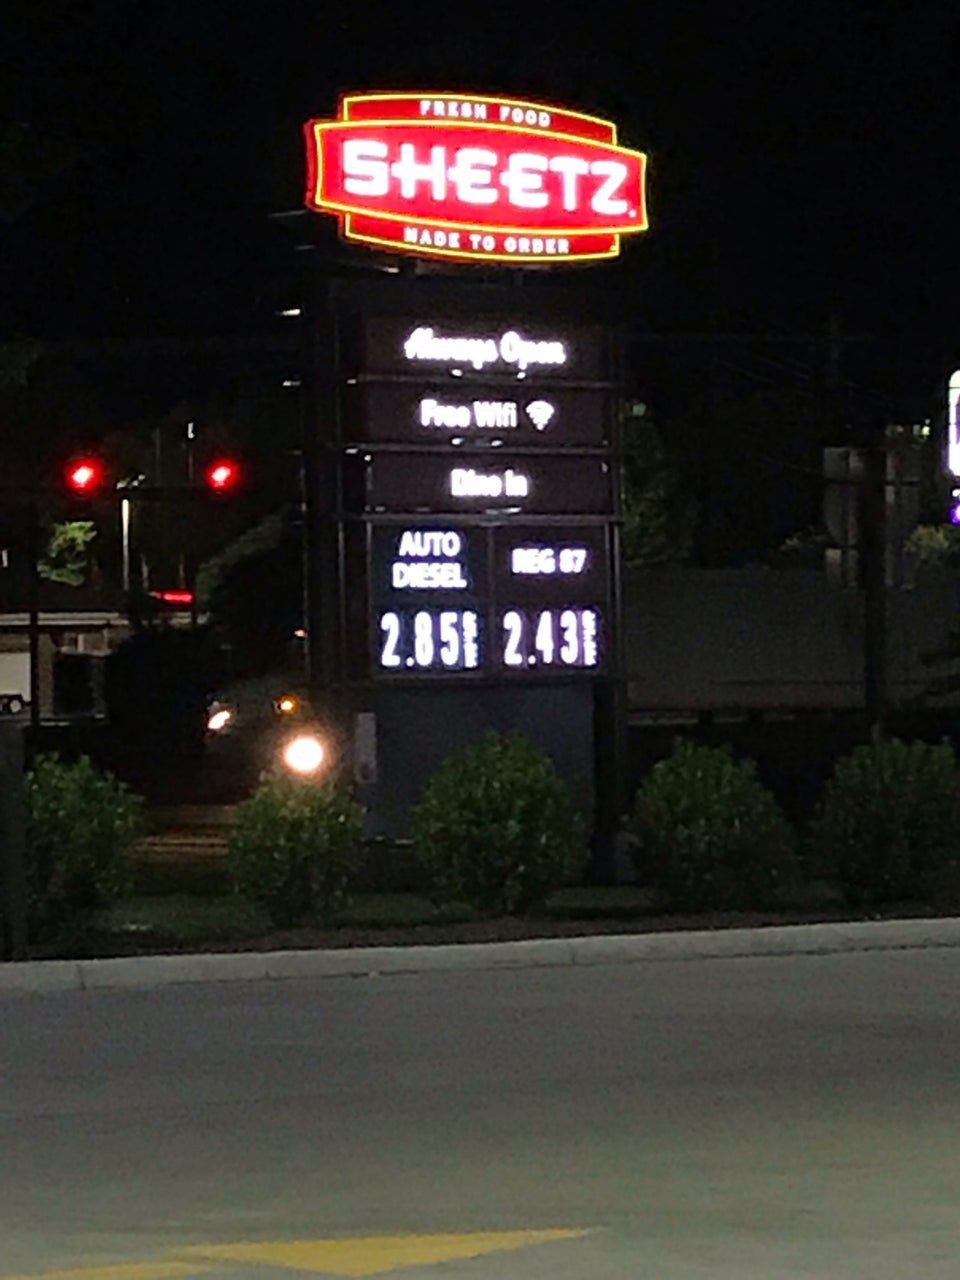 FRESH FOOD
SHEETZ
MADE TO ORDER
Always Open
Free Wifi
Dine In
AUTO
DIESEL
REG 87
2.85
2.43